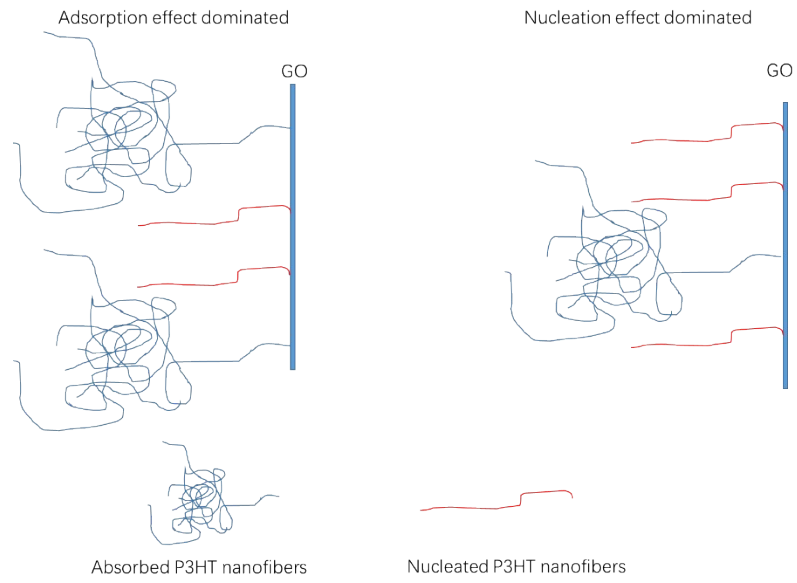 Adsorption effect dominated
Nucleation effect dominated
GO
GO
Absorbed P3HT nanofibers
Nucleated P3HT nanofibers